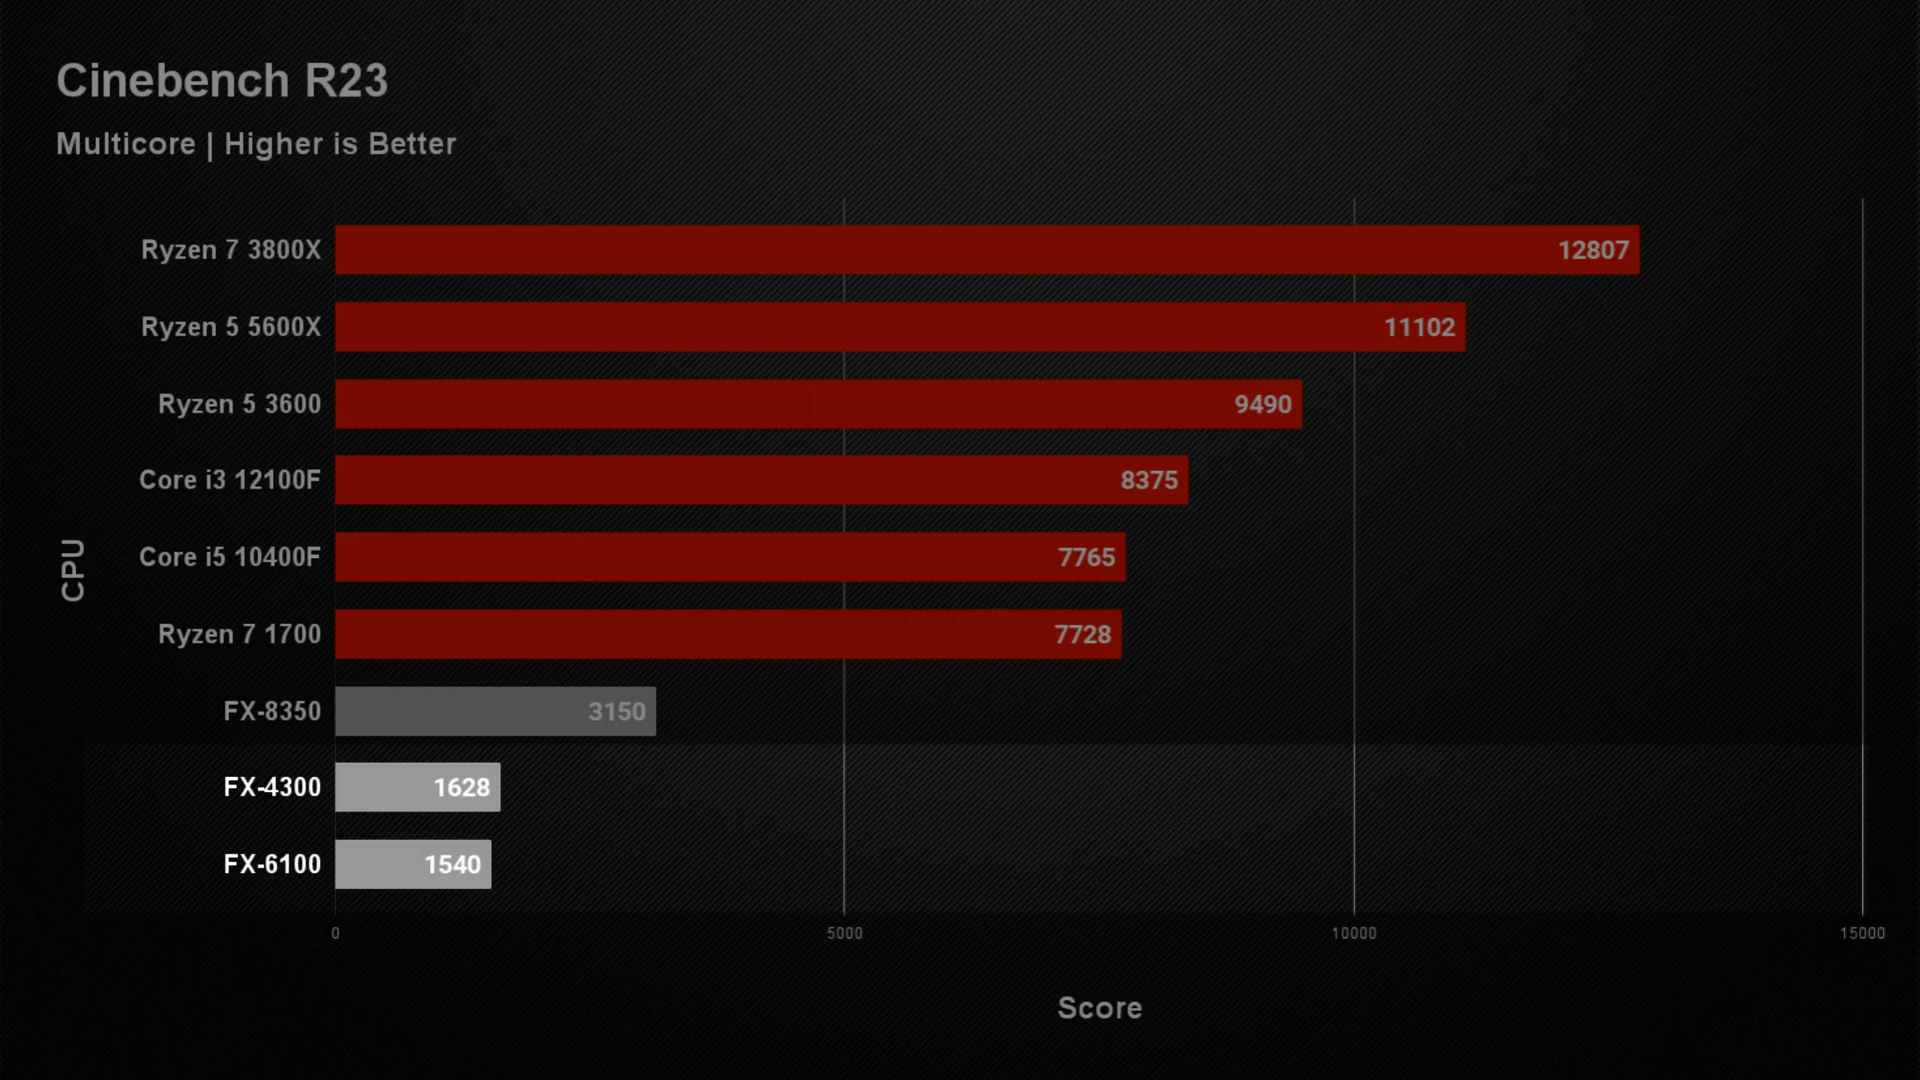 Cinebench R23
Multicore | Higher is Better
Ryzen 7 3800X 12807
Ryzen 5 5600X 11102
Ryzen 5 3600 9490
Core i3 12100F 8375
Core i5 10400F 7765
Ryzen 7 1700 7728
FX-8350 3150
FX-4300 1628
FX-6100 1540
CPU
0 5000 10000 15000
Score